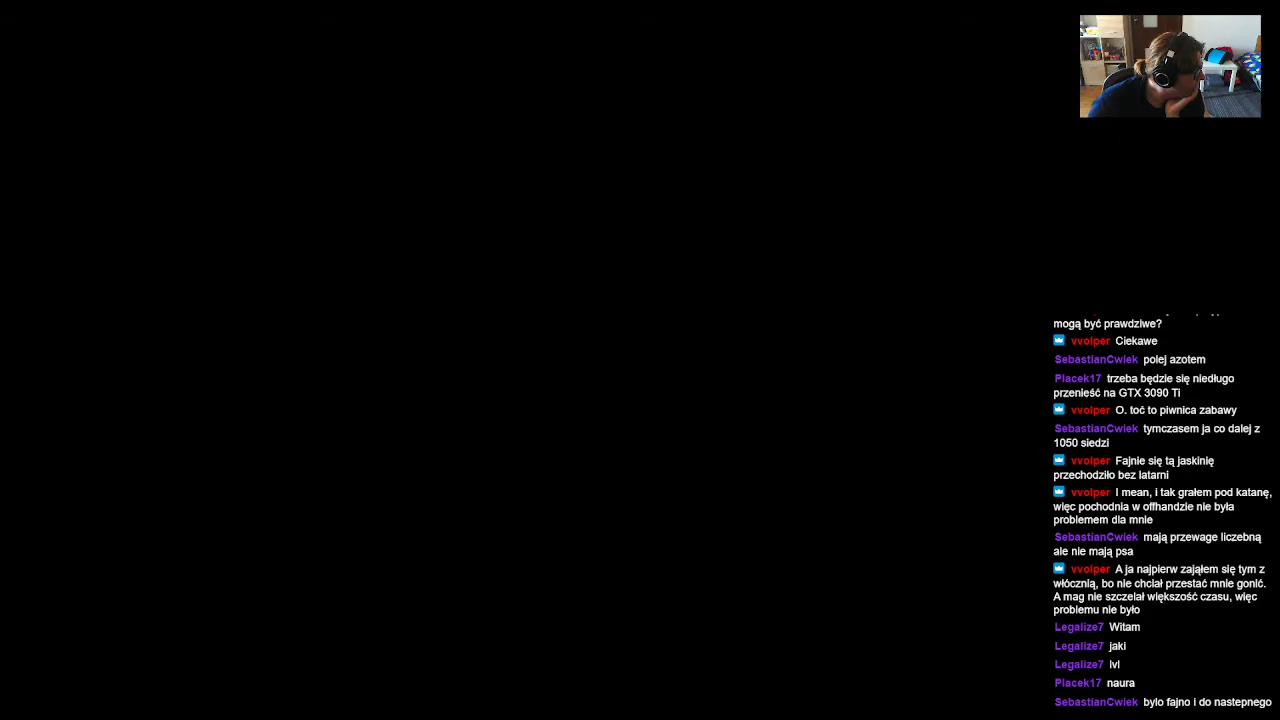 mogą być prawdziwe?
vvolper Ciekawe
SebastianCwiek polej azotem
Placek17 trzeba będzie się niedługo
przenieść na GTX 3090 Ti
vvolper O. toć to piwnica zabawy
SebastianCwiek tymczasem ja co dalej z
1050 siedzi
vvolper Fajnie się tą jaskinię
przechodziło bez latarni
vvolper I mean, i tak grałem pod katanę,
więc pochodnia w offhandzie nie była
problemem dla mnie
SebastianCwiek mają przewage liczebną
ale nie mają psa
vvolper A ja najpierw zająłem się tym z
włócznią, bo nie chciał przestać mnie gonić.
A mag nie szczelał większość czasu, więc
problemu nie było
Legalize7 Witam
Legalize7 jaki
Legalize7 lvl
Placek17 naura
SebastianCwiek bylo fajno i do nastepnego